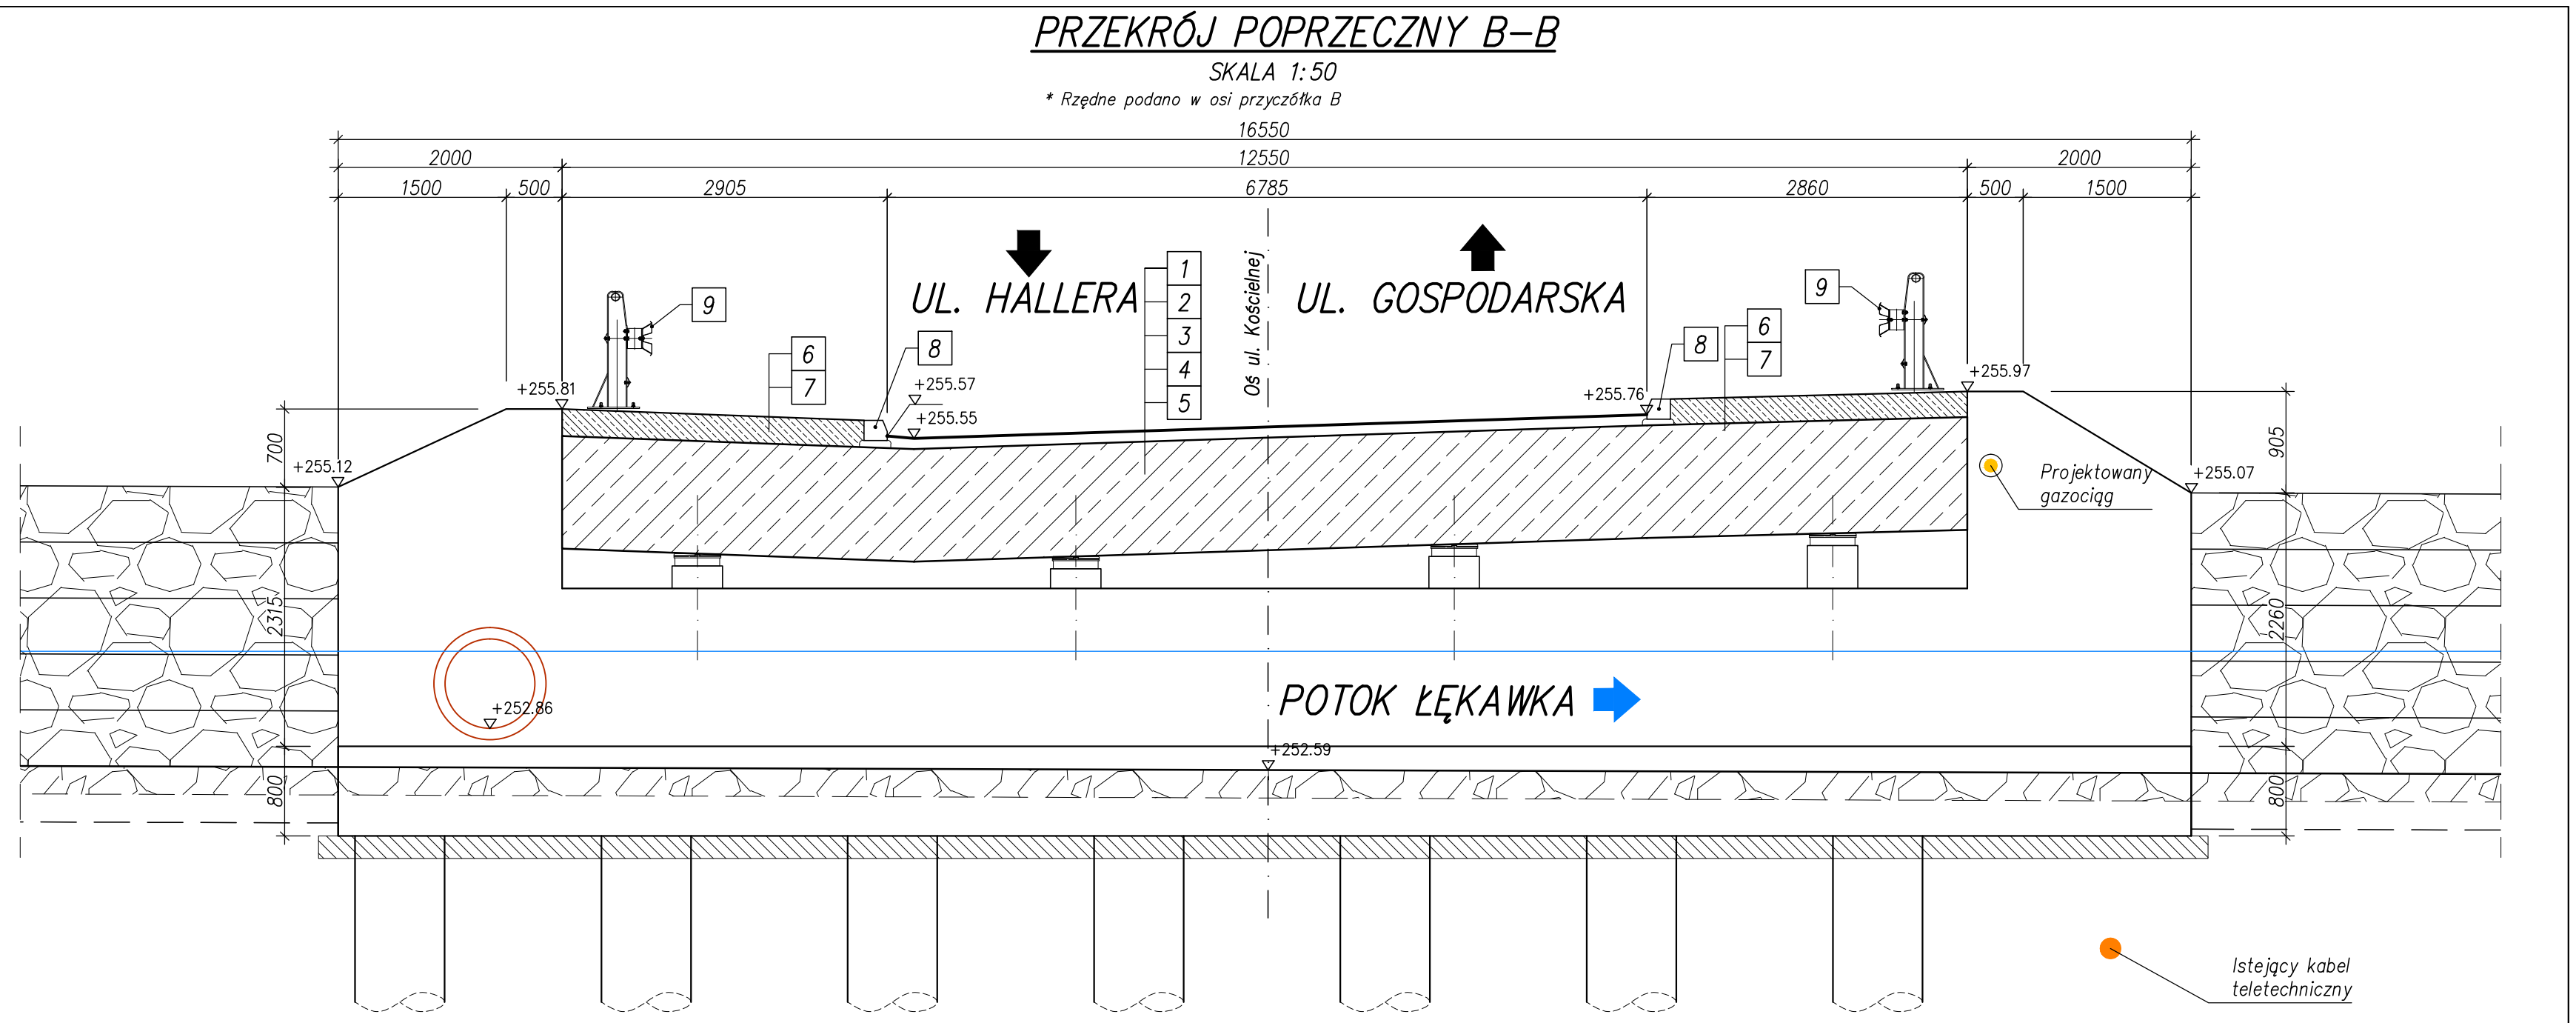 PRZEKRÓJ POPRZECZNY B-B
SKALA 1:50
* Rzędne podano w osi przyczółka B
16550
2000 12550 2000
1500 500 2905 6785 2860 500 1500
UL. HALLERA
Oś ul. Kościelnej
UL. GOSPODARSKA
1
2
3
4
5
9
6
7
8
9
8
6
7
+255.81
+255.57
+255.55
+255.76
+255.97
+255.12
+255.07
700
2315
800
905
2260
800
Projektowany
gazociąg
+252.86
POTOK ŁĘKAWKA
+252.59
Istejący kabel
teletechniczny